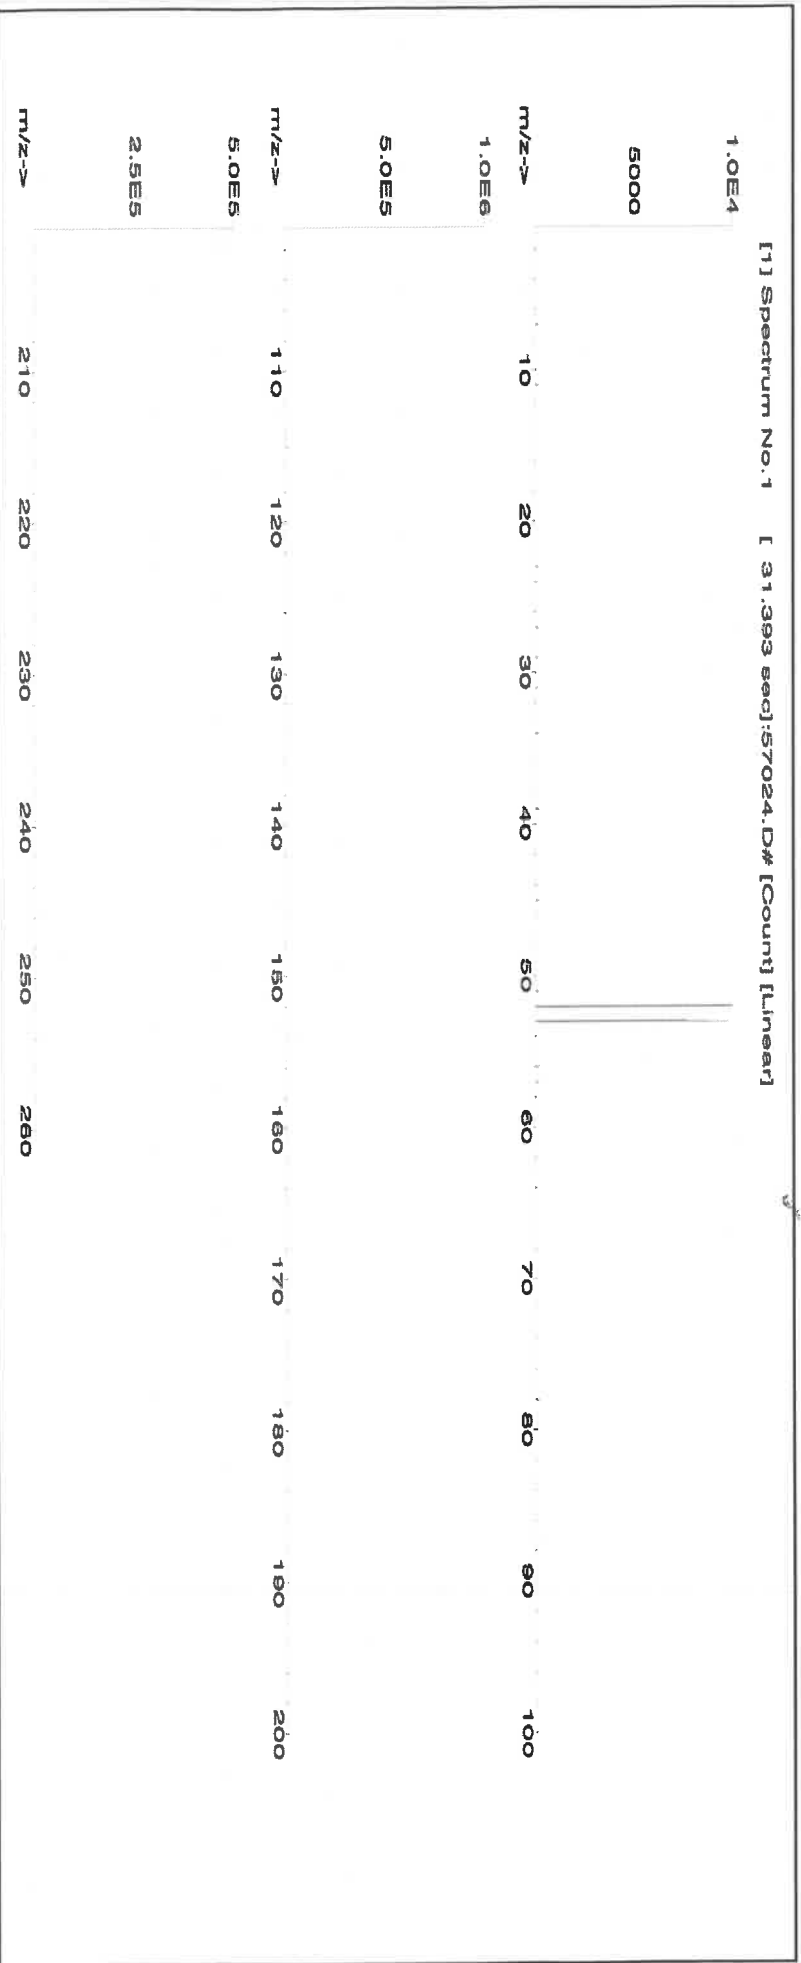 [1] Spectrum No.1 [ 31.393 sec]:57024.D# [Count] [Linear]
1.0E4
5000
m/z-> 10 20 30 40 50 60 70 80 90 100
1.0E6
5.0E5
m/z-> 110 120 130 140 150 160 170 180 190 200
5.0E5
2.5E5
m/z-> 210 220 230 240 250 260